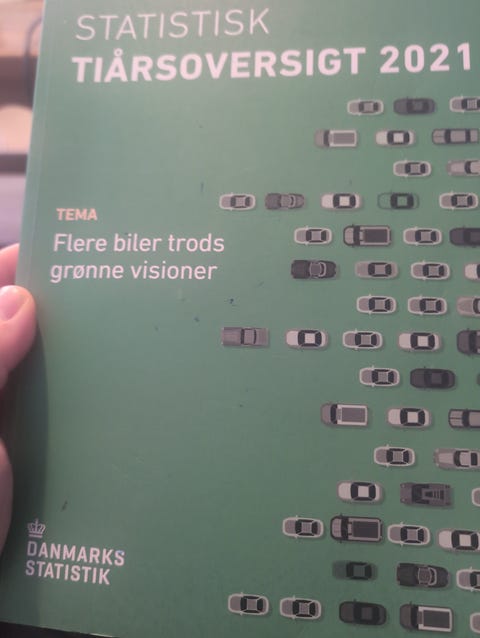 STATISTISK
TIÅRSOVERSIGT 2021
TEMA
Flere biler trods
grønne visioner
DANMARKS
STATISTIK